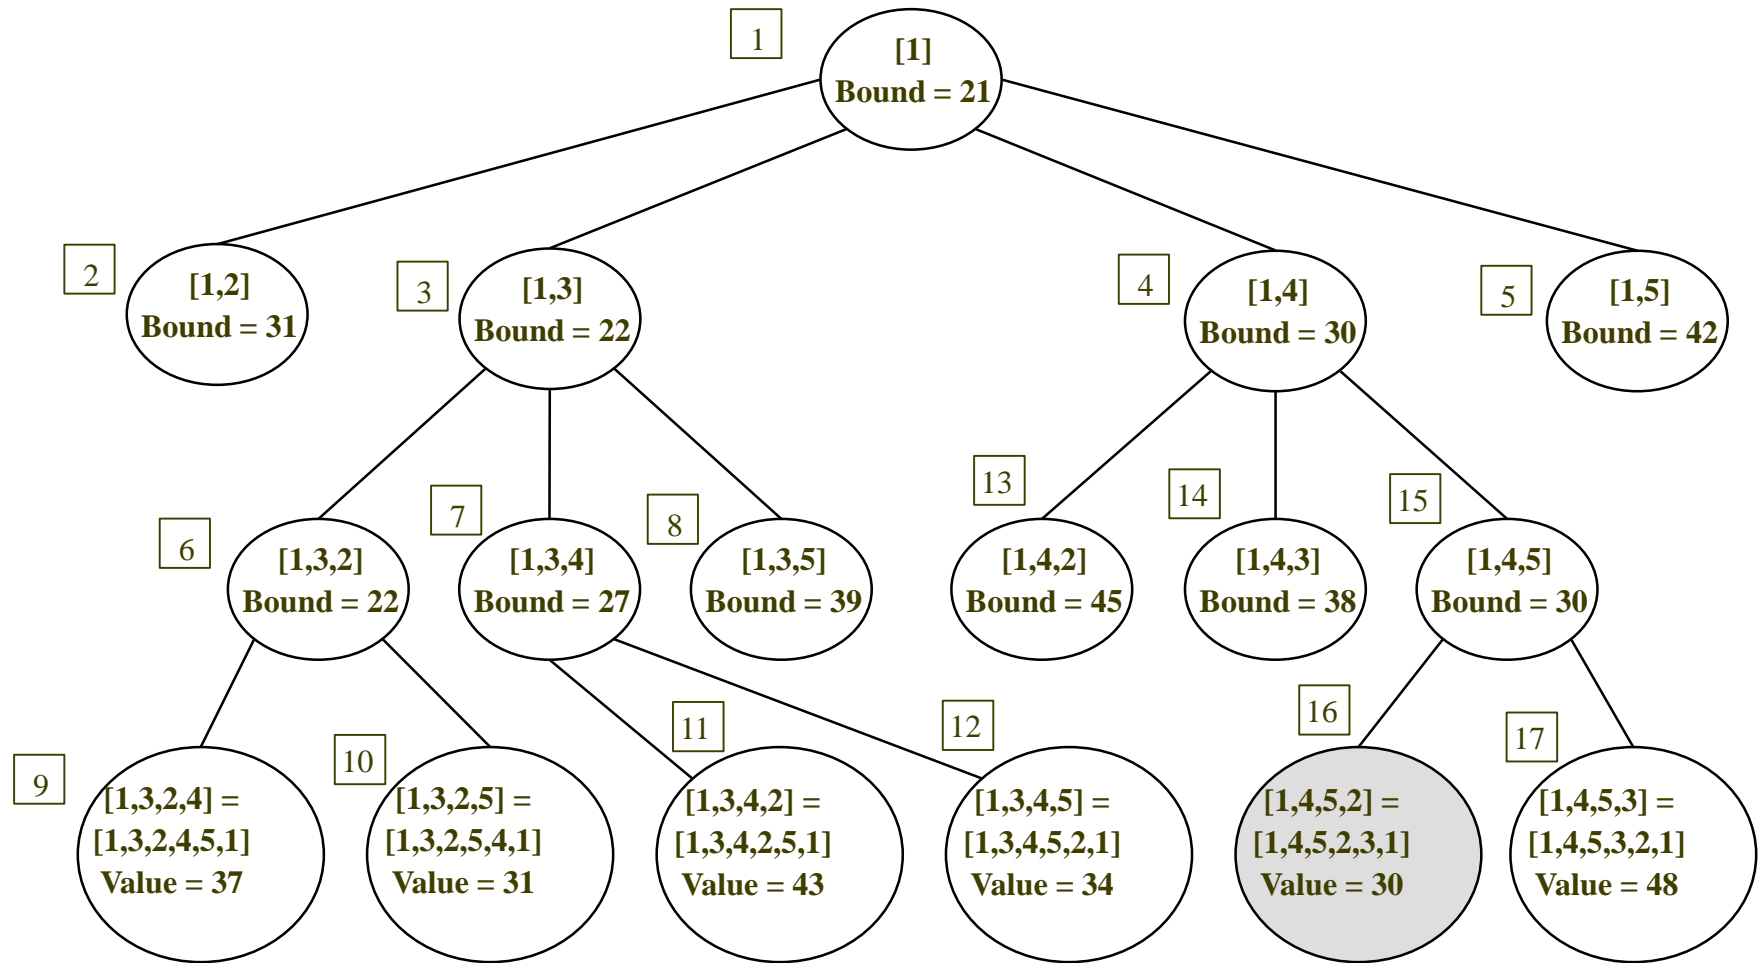 1
[1]
Bound = 21
2
[1,2]
Bound = 31
3
[1,3]
Bound = 22
4
[1,4]
Bound = 30
5
[1,5]
Bound = 42
6
[1,3,2]
Bound = 22
7
[1,3,4]
Bound = 27
8
[1,3,5]
Bound = 39
13
[1,4,2]
Bound = 45
14
[1,4,3]
Bound = 38
15
[1,4,5]
Bound = 30
9
[1,3,2,4] =
[1,3,2,4,5,1]
Value = 37
10
[1,3,2,5] =
[1,3,2,5,4,1]
Value = 31
11
[1,3,4,2] =
[1,3,4,2,5,1]
Value = 43
12
[1,3,4,5] =
[1,3,4,5,2,1]
Value = 34
16
[1,4,5,2] =
[1,4,5,2,3,1]
Value = 30
17
[1,4,5,3] =
[1,4,5,3,2,1]
Value = 48